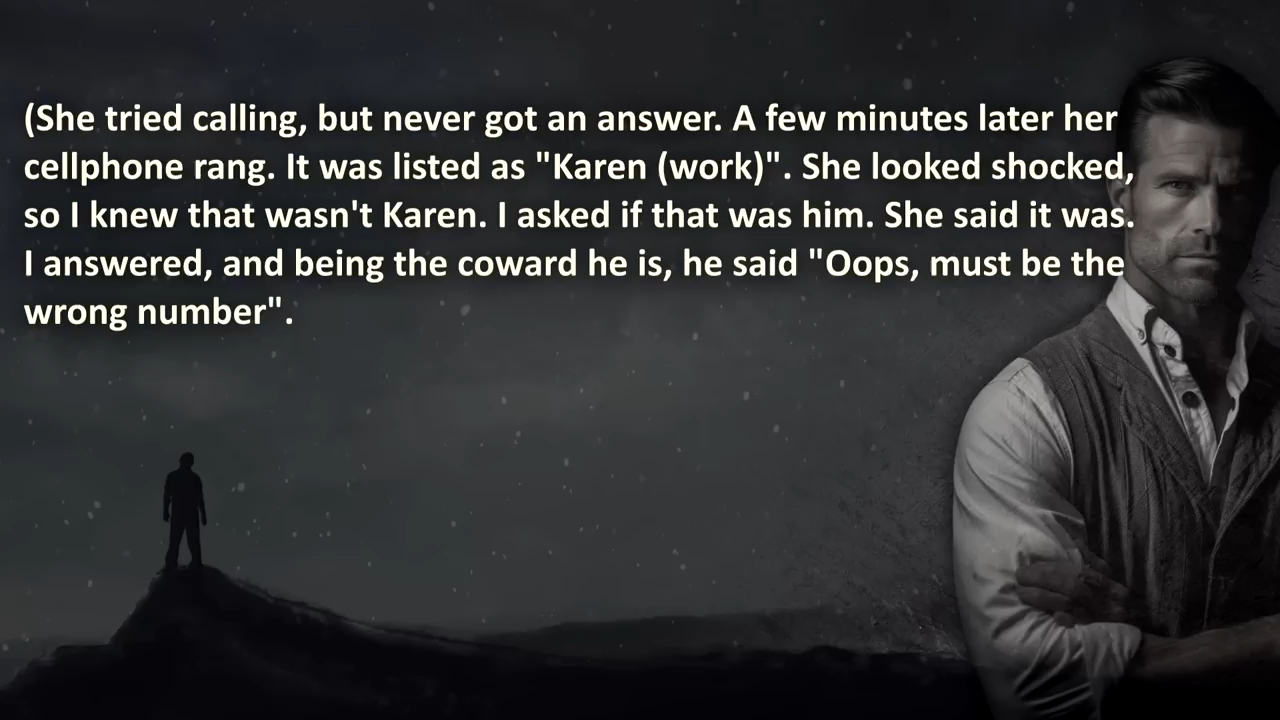 (She tried calling, but never got an answer. A few minutes later her
cellphone rang. It was listed as "Karen (work)". She looked shocked,
so I knew that wasn't Karen. I asked if that was him. She said it was.
I answered, and being the coward he is, he said "Oops, must be the
wrong number".